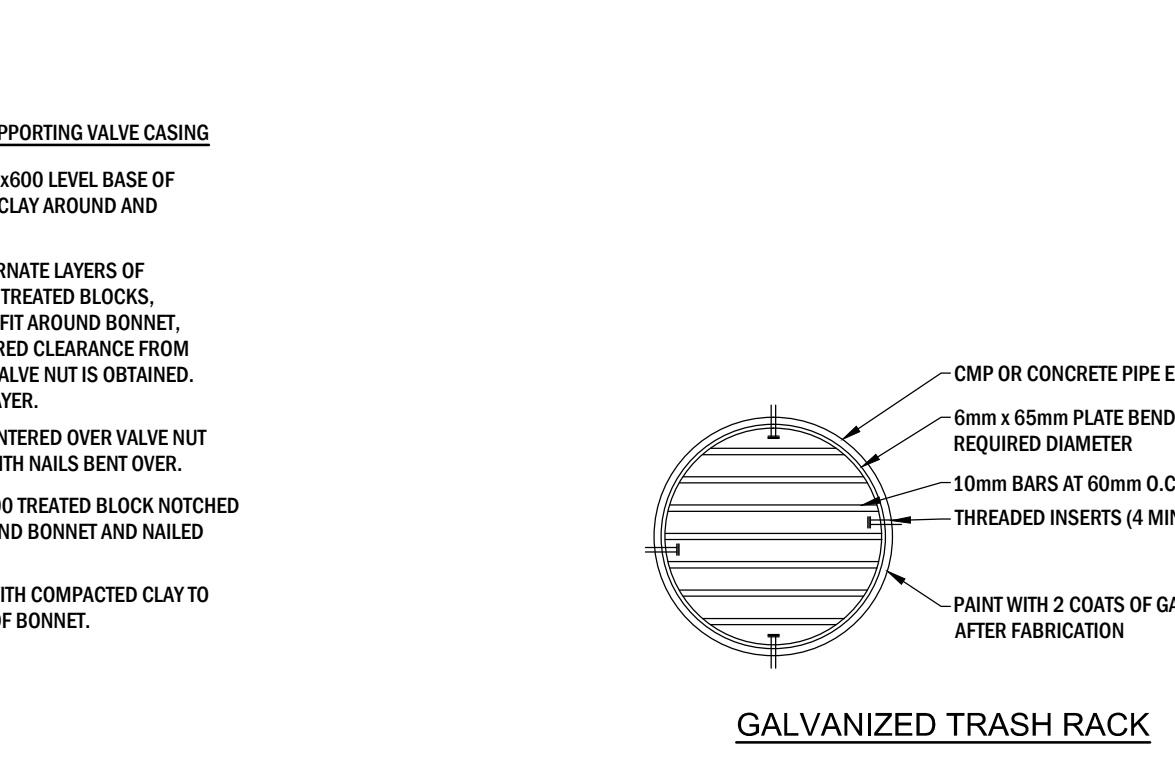 PPORTING VALVE CASING
x600 LEVEL BASE OF
CLAY AROUND AND
RNATE LAYERS OF
TREATED BLOCKS,
FIT AROUND BONNET,
RED CLEARANCE FROM
ALVE NUT IS OBTAINED.
AYER.
NTERED OVER VALVE NUT
ITH NAILS BENT OVER.
00 TREATED BLOCK NOTCHED
ND BONNET AND NAILED
ITH COMPACTED CLAY TO
OF BONNET.
CMP OR CONCRETE PIPE E
6mm x 65mm PLATE BEND
REQUIRED DIAMETER
10mm BARS AT 60mm O.C
THREADED INSERTS (4 MIN
PAINT WITH 2 COATS OF GA
AFTER FABRICATION
GALVANIZED TRASH RACK